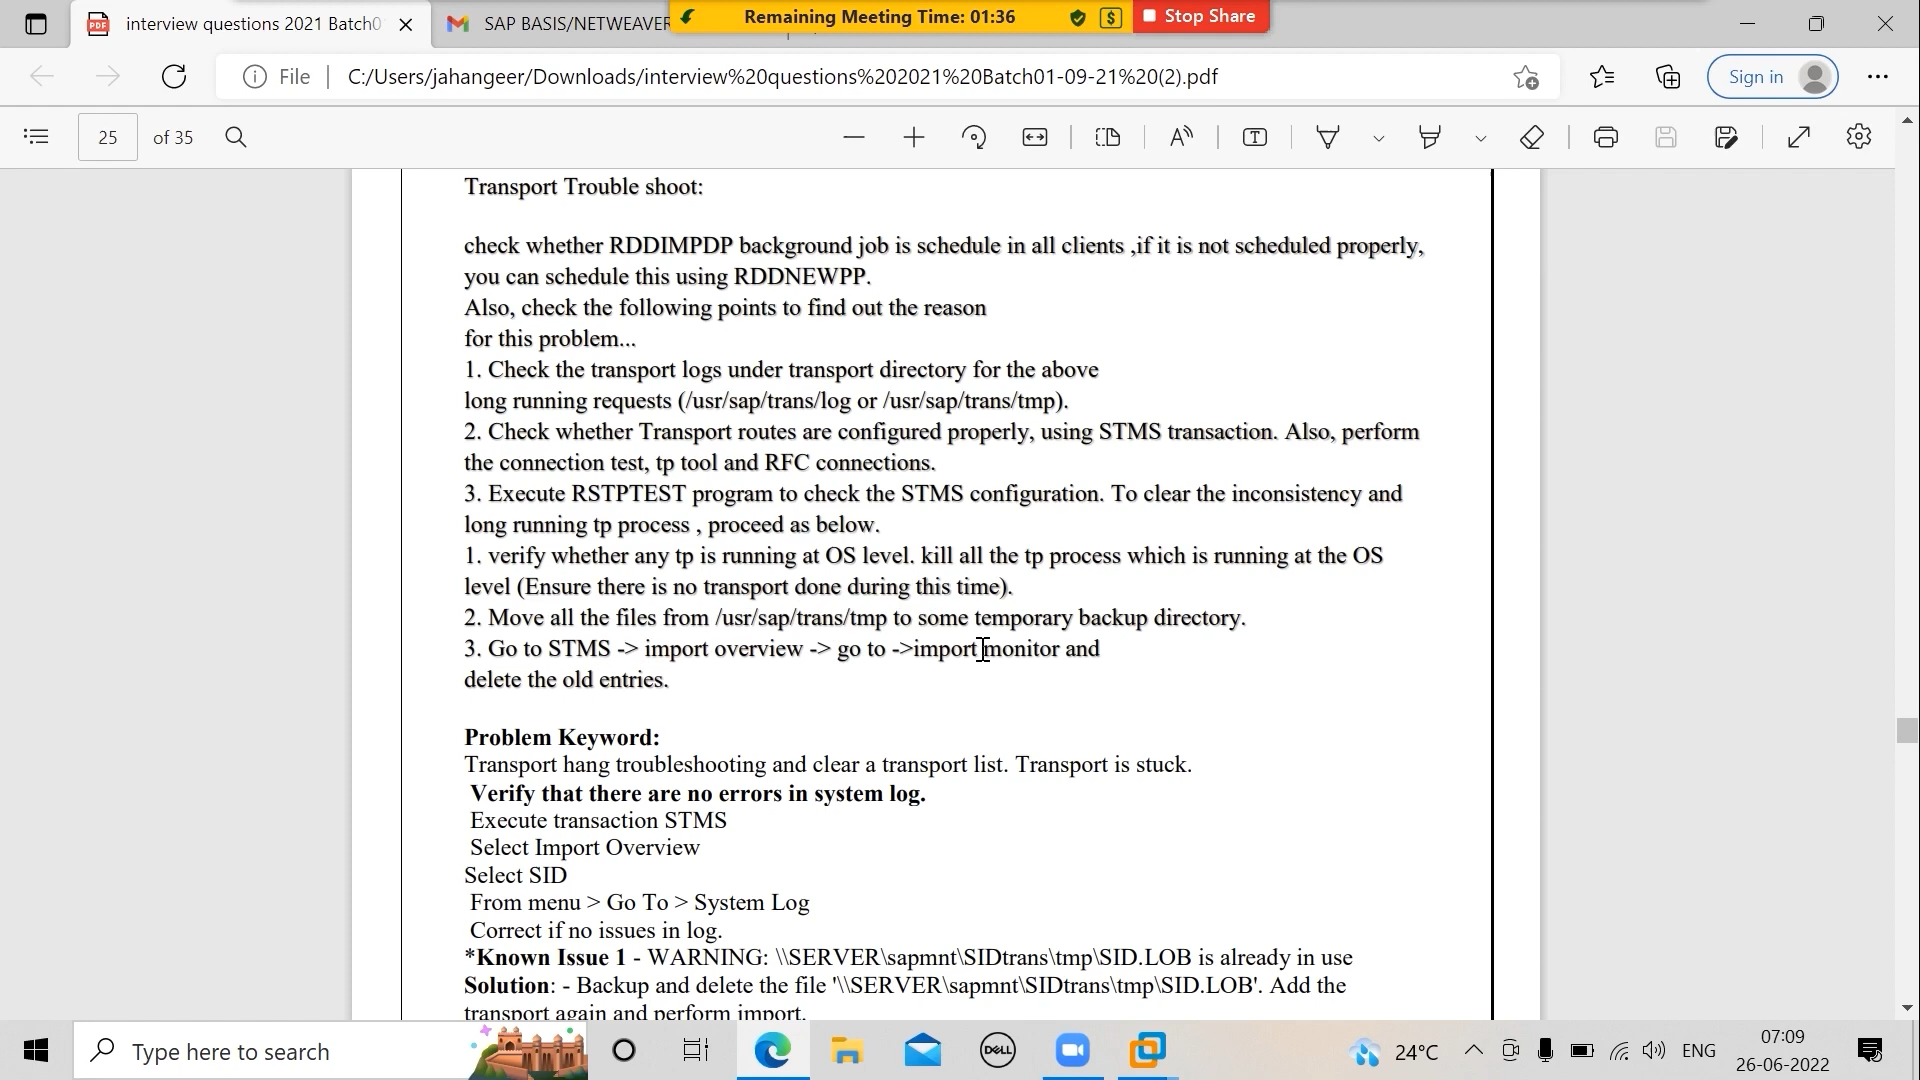 interview questions 2021 Batch0
SAP BASIS/NETWEAVER
Remaining Meeting Time: 01:36
$
Stop Share
File
C:/Users/jahangeer/Downloads/interview%20questions%202021%20Batch01-09-21%20(2).pdf
Sign in
25 of 35
Transport Trouble shoot:
check whether RDDIMPDP background job is schedule in all clients ,if it is not scheduled properly,
you can schedule this using RDDNEWPP.
Also, check the following points to find out the reason
for this problem...
1. Check the transport logs under transport directory for the above
long running requests (/usr/sap/trans/log or /usr/sap/trans/tmp).
2. Check whether Transport routes are configured properly, using STMS transaction. Also, perform
the connection test, tp tool and RFC connections.
3. Execute RSTPTEST program to check the STMS configuration. To clear the inconsistency and
long running tp process , proceed as below.
1. verify whether any tp is running at OS level. kill all the tp process which is running at the OS
level (Ensure there is no transport done during this time).
2. Move all the files from /usr/sap/trans/tmp to some temporary backup directory.
3. Go to STMS -> import overview -> go to ->import monitor and
delete the old entries.
Problem Keyword:
Transport hang troubleshooting and clear a transport list. Transport is stuck.
Verify that there are no errors in system log.
Execute transaction STMS
Select Import Overview
Select SID
From menu > Go To > System Log
Correct if no issues in log.
*Known Issue 1 - WARNING: \\SERVER\sapmnt\SIDtrans\tmp\SID.LOB is already in use
Solution: - Backup and delete the file '\\SERVER\sapmnt\SIDtrans\tmp\SID.LOB'. Add the
transport again and perform import.
Type here to search
DELL
24°C
ENG
07:09
26-06-2022